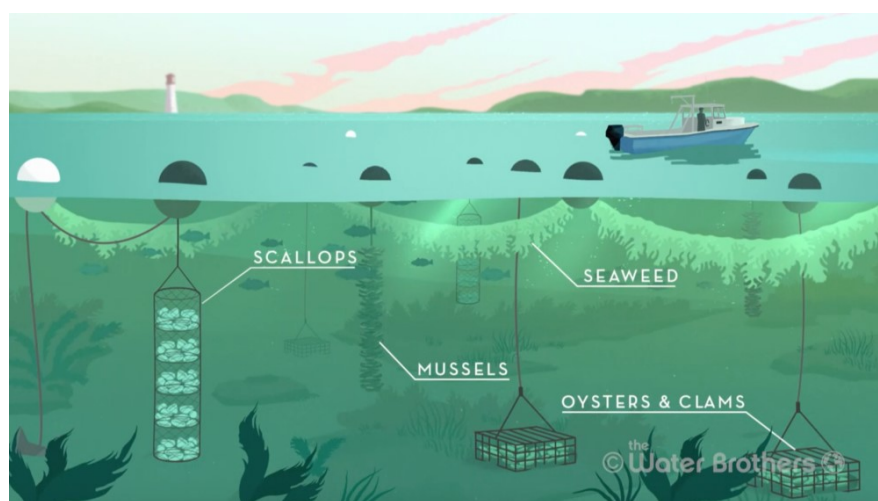 SCALLOPS
SEAWEED
MUSSELS
OYSTERS & CLAMS
the
© Water Brothers